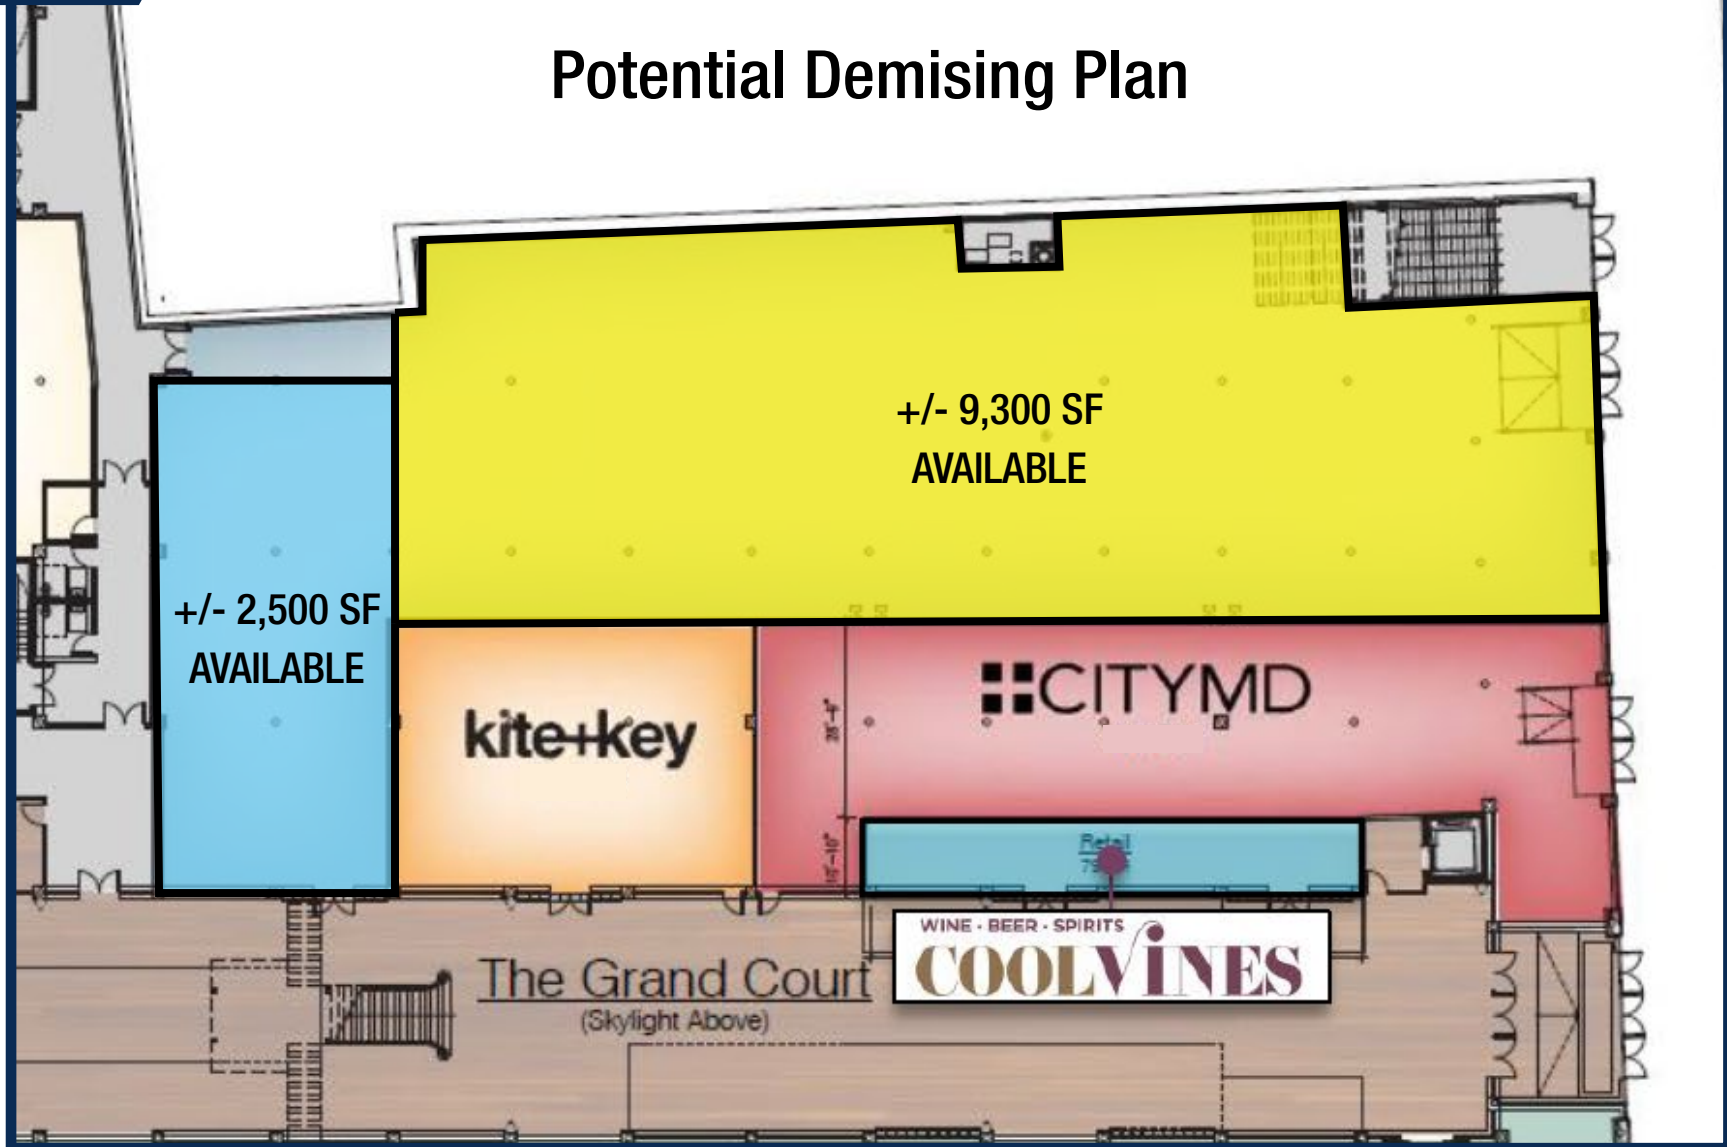 Potential Demising Plan
+/- 9,300 SF
AVAILABLE
+/- 2,500 SF
AVAILABLE
kite+key
CITYMD
Retail
WINE · BEER · SPIRITS
COOLVINES
The Grand Court
(Skylight Above)